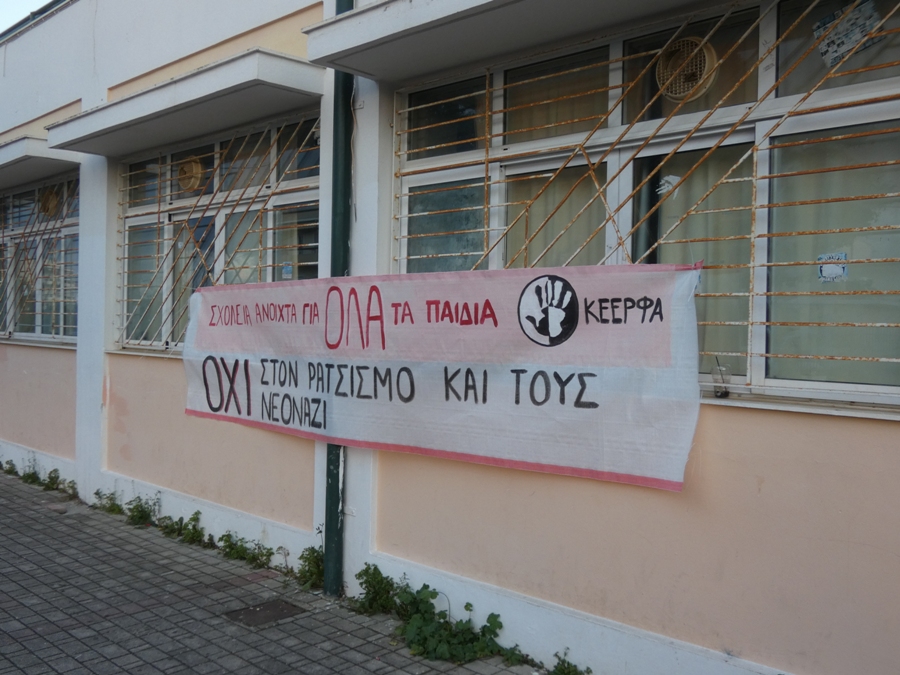 ΣΧΟΛΕΙΑ ΑΝΟΙΧΤΑ ΓΙΑ ΟΛΑ ΤΑ ΠΑΙΔΙΑ ΚΕΕΡΦΑ
ΟΧΙ ΣΤΟΝ ΡΑΤΣΙΣΜΟ ΚΑΙ ΤΟΥΣ
ΝΕΟΝΑΖΙ